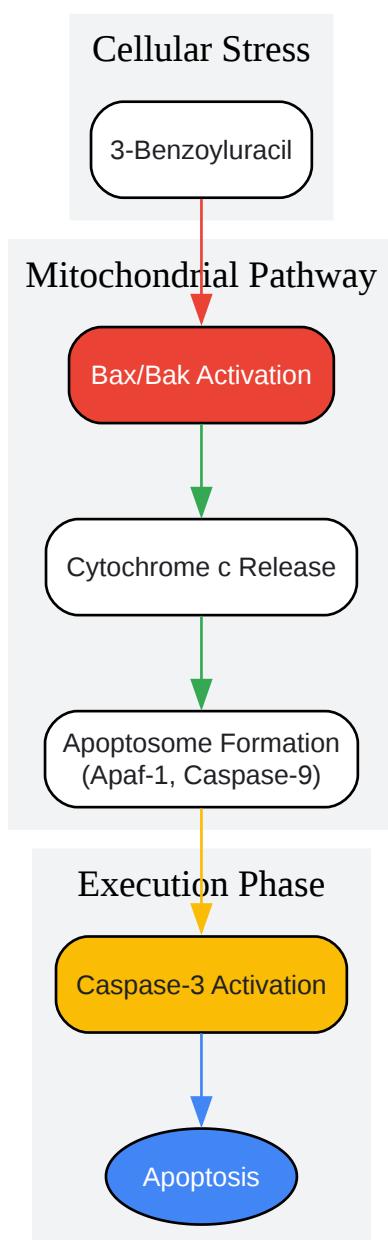 Cellular Stress
3-Benzoyluracil
Mitochondrial Pathway
Bax/Bak Activation
Cytochrome c Release
Apoptosome Formation
(Apaf-1, Caspase-9)
Execution Phase
Caspase-3 Activation
Apoptosis